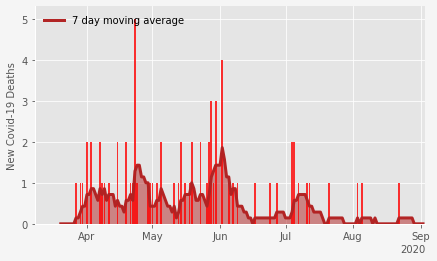 7 day moving average
New Covid-19 Deaths
5
4
3
2
1
0
Apr
May
Jun
Jul
Aug
Sep
2020